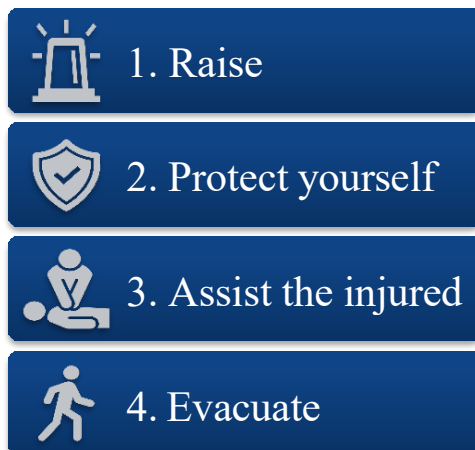 1. Raise
2. Protect yourself
3. Assist the injured
4. Evacuate